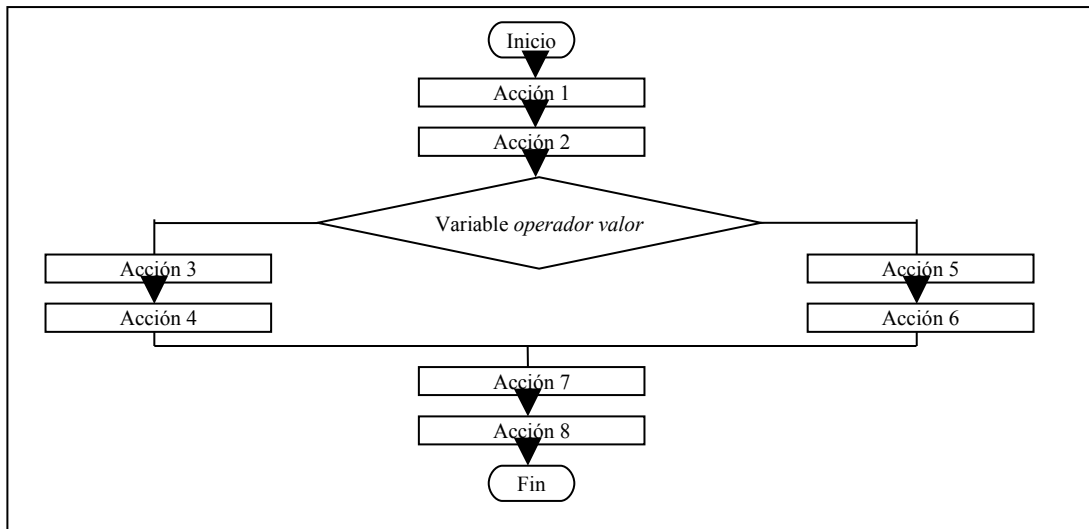 Inicio
Acción 1
Acción 2
Variable operador valor
Acción 3
Acción 5
Acción 4
Acción 6
Acción 7
Acción 8
Fin